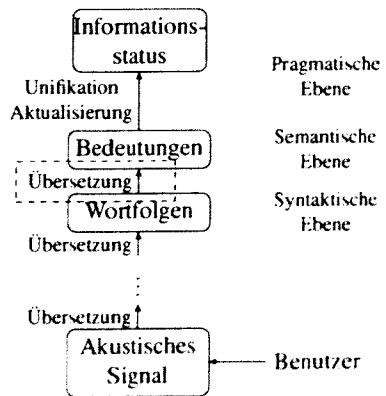 Informations-
status
Pragmatische
Ebene
Unifikation
Aktualisierung
Bedeutungen
Semantische
Ebene
Übersetzung
Wortfolgen
Syntaktische
Ebene
Übersetzung
Übersetzung
Akustisches
Signal
Benutzer